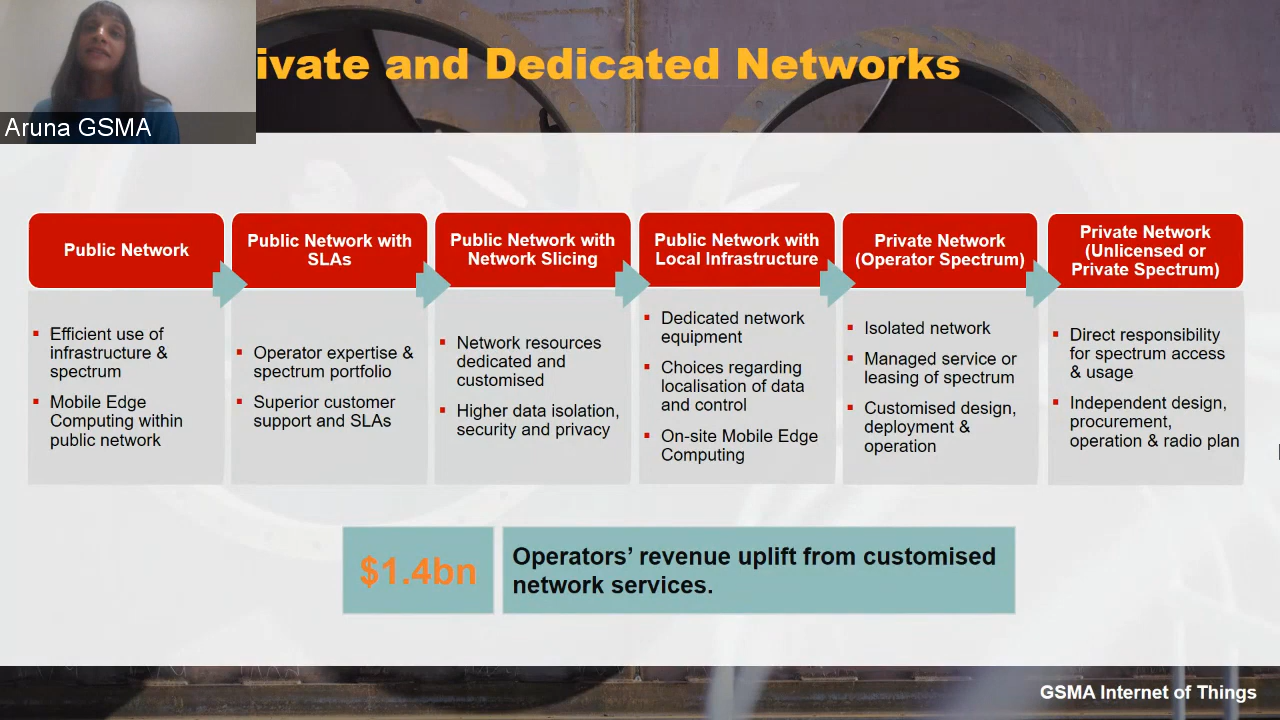 ivate and Dedicated Networks
Aruna GSMA
Public Network
Efficient use of
infrastructure &
spectrum
Mobile Edge
Computing within
public network
Public Network with
SLAs
Operator expertise &
spectrum portfolio
Superior customer
support and SLAs
Public Network with
Network Slicing
Network resources
dedicated and
customised
Higher data isolation,
security and privacy
Public Network with
Local Infrastructure
Dedicated network
equipment
Choices regarding
localisation of data
and control
On-site Mobile Edge
Computing
Private Network
(Operator Spectrum)
Isolated network
Managed service or
leasing of spectrum
Customised design,
deployment &
operation
Private Network
(Unlicensed or
Private Spectrum)
Direct responsibility
for spectrum access
& usage
Independent design,
procurement,
operation & radio plan
$1.4bn
Operators’ revenue uplift from customised
network services.
GSMA Internet of Things